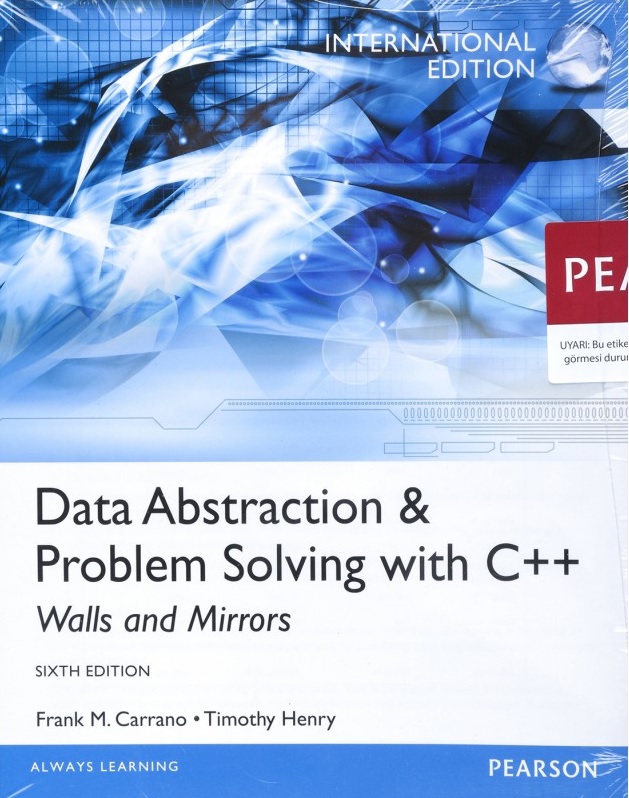 INTERNATIONAL
EDITION
PEA
UYARI: Bu etike
görmesi durum
Data Abstraction &
Problem Solving with C++
Walls and Mirrors
SIXTH EDITION
Frank M. Carrano • Timothy Henry
ALWAYS LEARNING
PEARSON